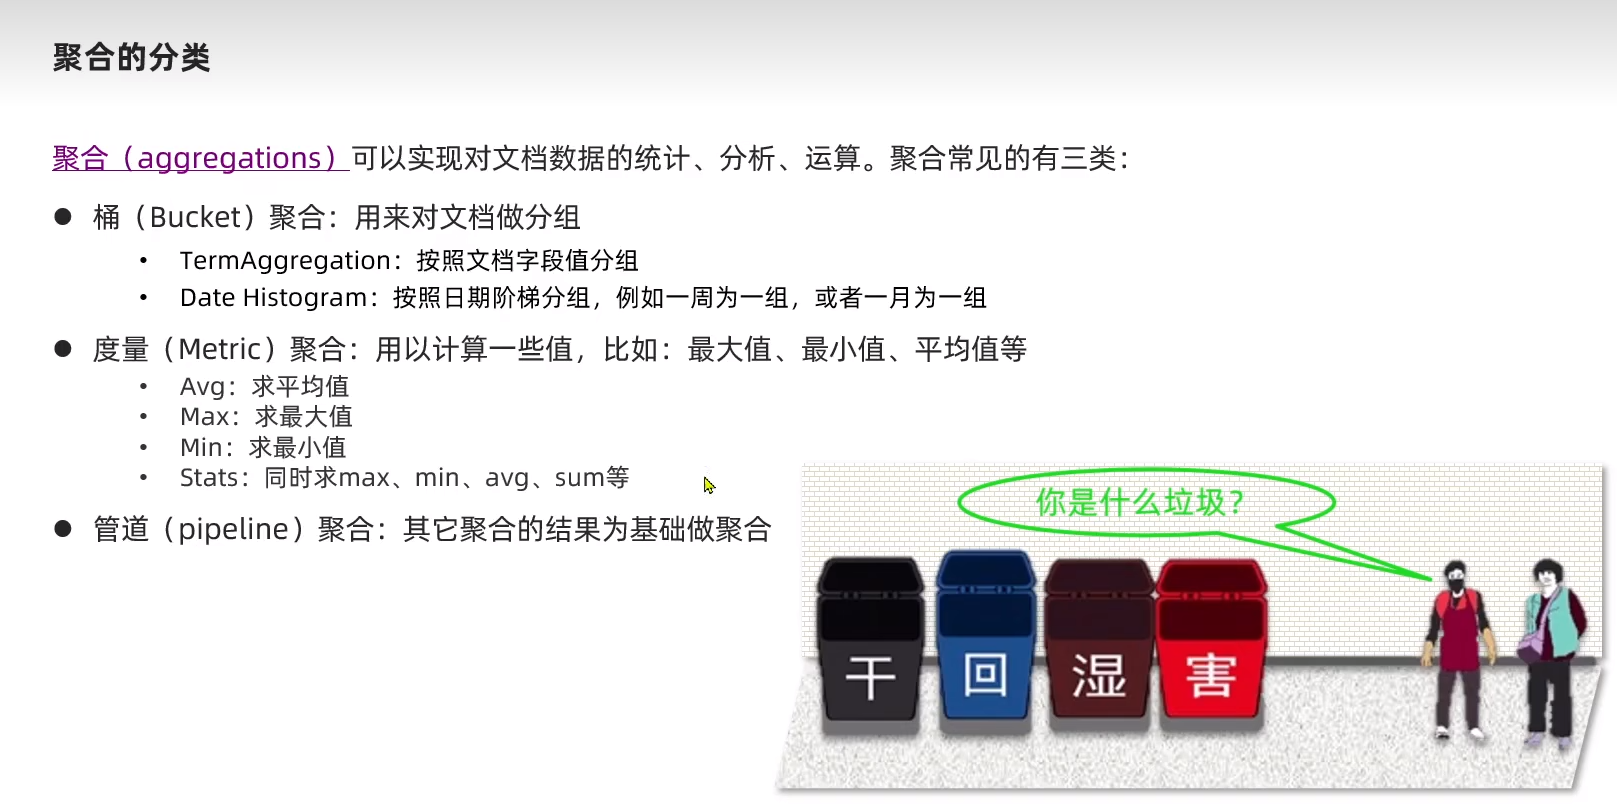 聚合的分类
聚合（aggregations）可以实现对文档数据的统计、分析、运算。聚合常见的有三类：
● 桶（Bucket）聚合：用来对文档做分组
• TermAggregation：按照文档字段值分组
• Date Histogram：按照日期阶梯分组，例如一周为一组，或者一月为一组
● 度量（Metric）聚合：用以计算一些值，比如：最大值、最小值、平均值等
• Avg：求平均值
• Max：求最大值
• Min：求最小值
• Stats：同时求max、min、avg、sum等
● 管道（pipeline）聚合：其它聚合的结果为基础做聚合
你是什么垃圾？
干 回 湿 害